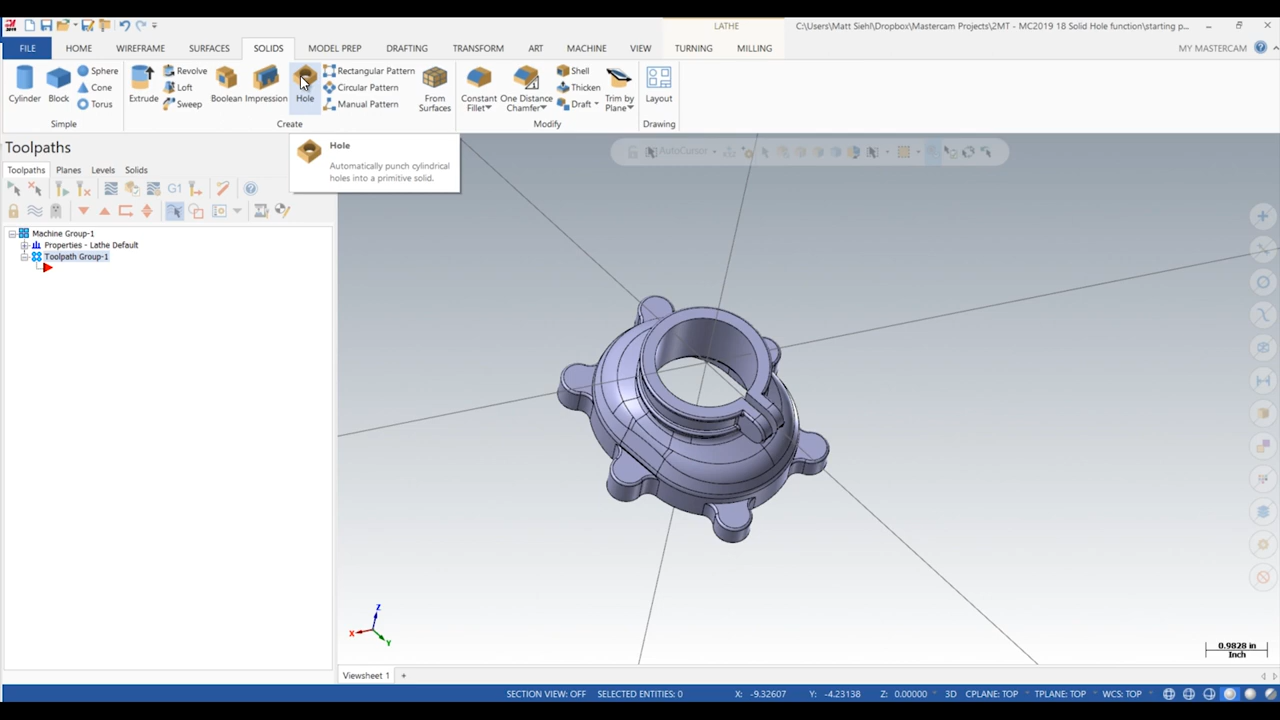 LATHE
C:\Users\Matt Siehl\Dropbox\Mastercam Projects\2MT - MC2019 18 Solid Hole function\starting p...
FILE HOME WIREFRAME SURFACES SOLIDS MODEL PREP DRAFTING TRANSFORM ART MACHINE VIEW TURNING MILLING MY MASTERCAM
Sphere Revolve Rectangular Pattern Shell
Cone Loft Circular Pattern Thicken
Cylinder Block Torus Extrude Sweep Boolean Impression Hole Manual Pattern From Surfaces Constant Fillet One Distance Chamfer Draft Trim by Plane Layout
Simple Create Modify Drawing
Toolpaths
Hole
Automatically punch cylindrical
holes into a primitive solid.
AutoCursor
Toolpaths Planes Levels Solids
G1
Machine Group-1
Properties - Lathe Default
Toolpath Group-1
Z
X
Y
0.9828 in
Inch
Viewsheet 1 +
SECTION VIEW: OFF SELECTED ENTITIES: 0 X: -9.32607 Y: -4.23138 Z: 0.00000 3D CPLANE: TOP TPLANE: TOP WCS: TOP